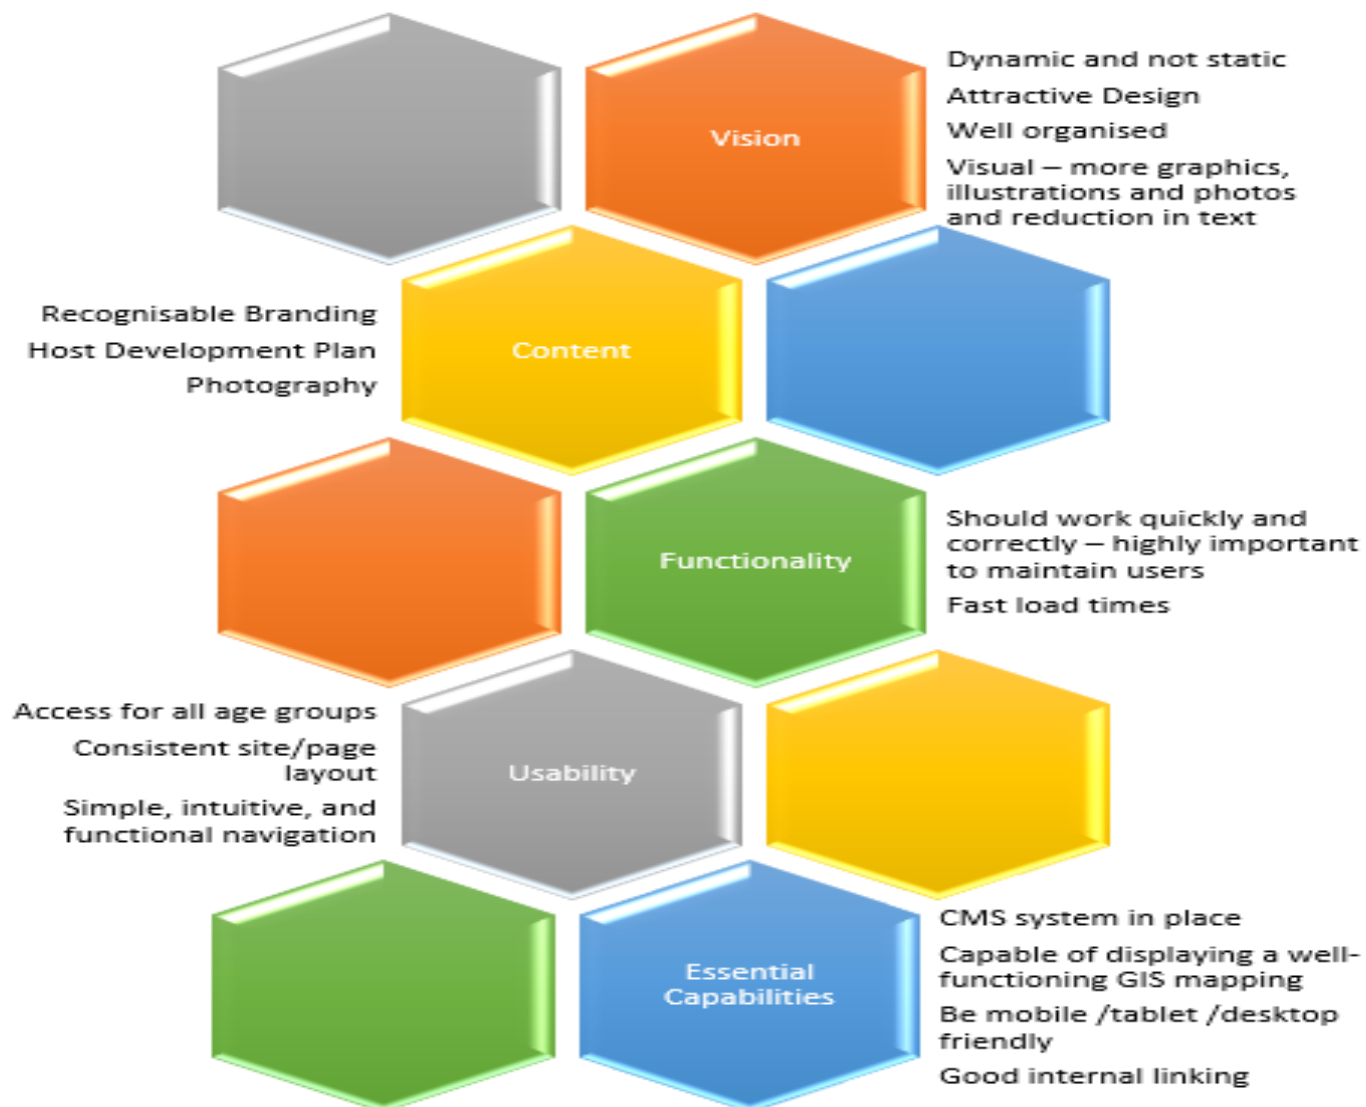 Vision
Dynamic and not static
Attractive Design
Well organised
Visual – more graphics,
illustrations and photos
and reduction in text
Content
Recognisable Branding
Host Development Plan
Photography
Functionality
Should work quickly and
correctly – highly important
to maintain users
Fast load times
Usability
Access for all age groups
Consistent site/page
layout
Simple, intuitive, and
functional navigation
Essential
Capabilities
CMS system in place
Capable of displaying a well-
functioning GIS mapping
Be mobile /tablet /desktop
friendly
Good internal linking